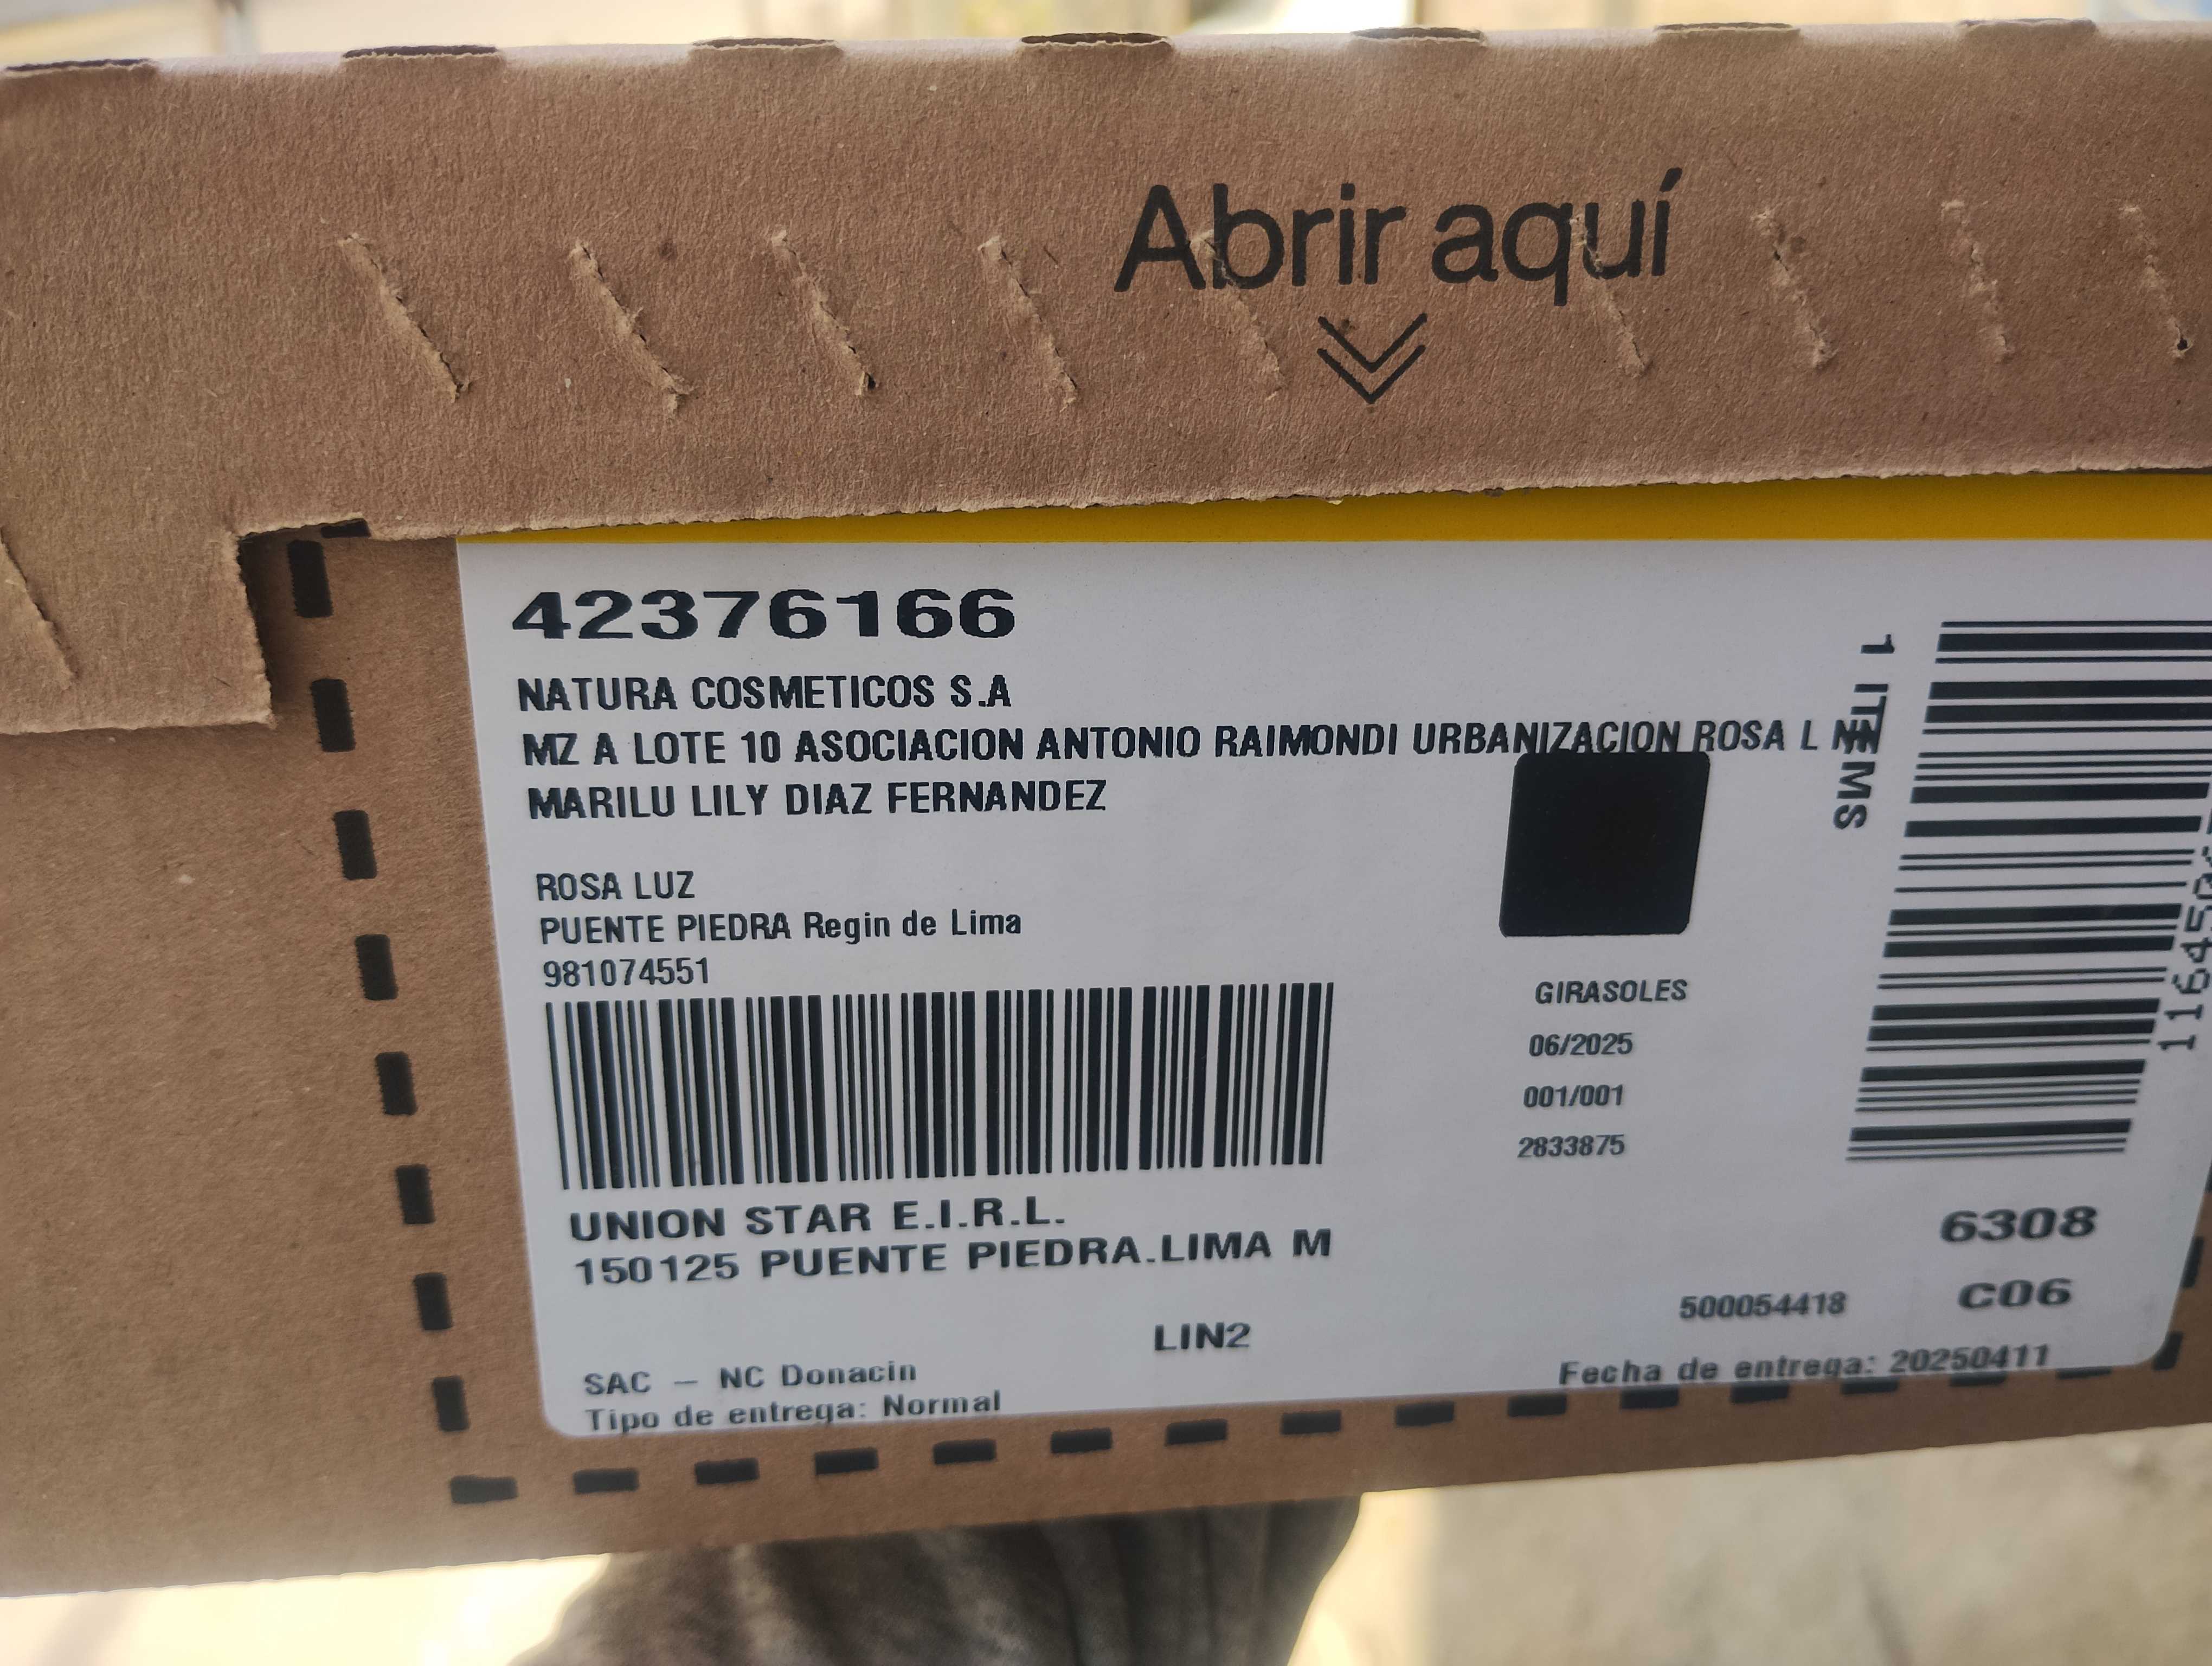 Abrir aquí
42376166
NATURA COSMETICOS S.A
MZ A LOTE 10 ASOCIACION ANTONIO RAIMONDI URBANIZACION ROSA L
MARILU LILY DIAZ FERNANDEZ
ROSA LUZ
PUENTE PIEDRA Regin de Lima
981074551
UNION STAR E.I.R.L.
150125 PUENTE PIEDRA.LIMA M
LIN2
SAC – NC Donacin
Tipo de entrega: Normal
GIRASOLES
06/2025
001/001
2833875
1 ITEMS
6308
500054418
C06
Fecha de entrega: 20250411